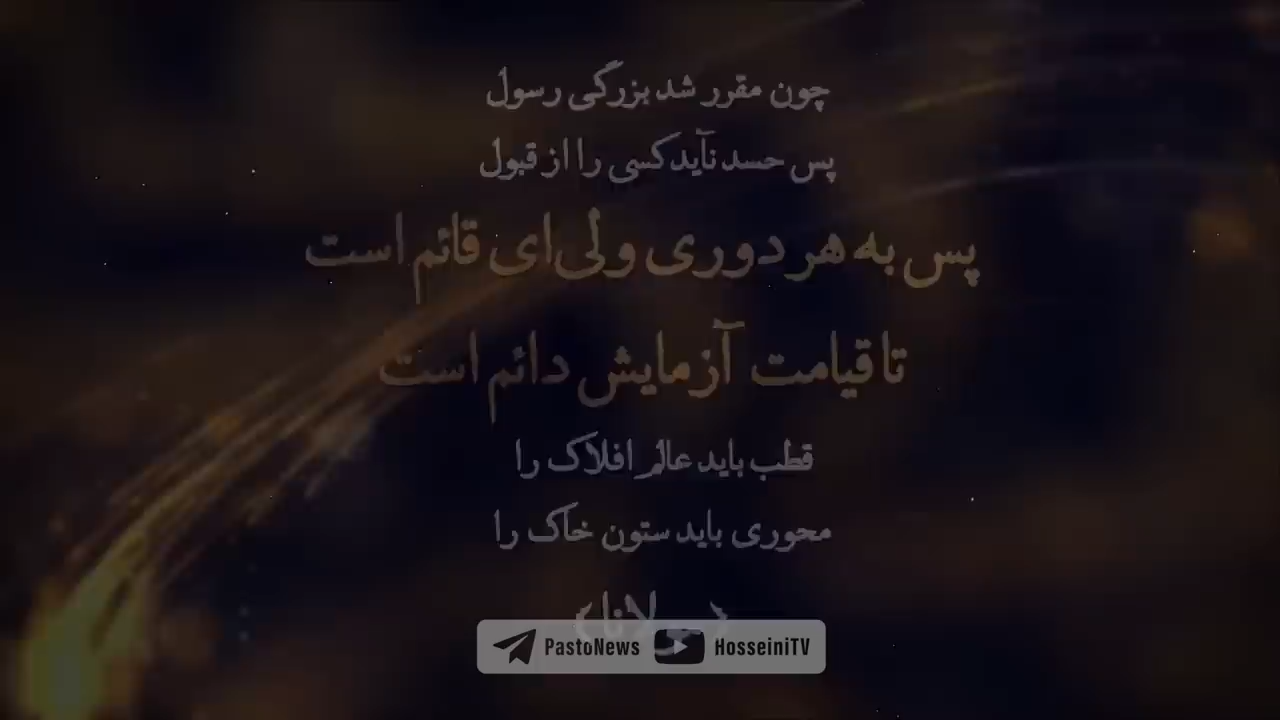 چون مقرر شد بزرگی رسول
پس حسد نآید کسی را از قبول
پس به هر دوری ولی‌ای قائم است
تا قیامت آزمایش دائم است
قطب باید عالم افلاک را
محوری باید ستون خاک را
PastoNews HosseiniTV